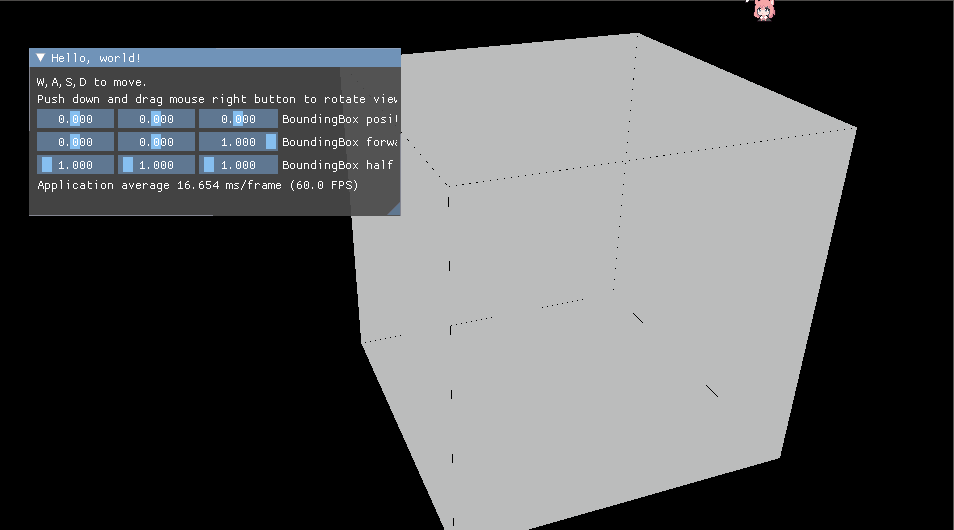 Hello, world!
W,A,S,D to move.
Push down and drag mouse right button to rotate view
0.000 0.000 0.000 BoundingBox posi
0.000 0.000 1.000 BoundingBox forwa
1.000 1.000 1.000 BoundingBox half
Application average 16.654 ms/frame (60.0 FPS)